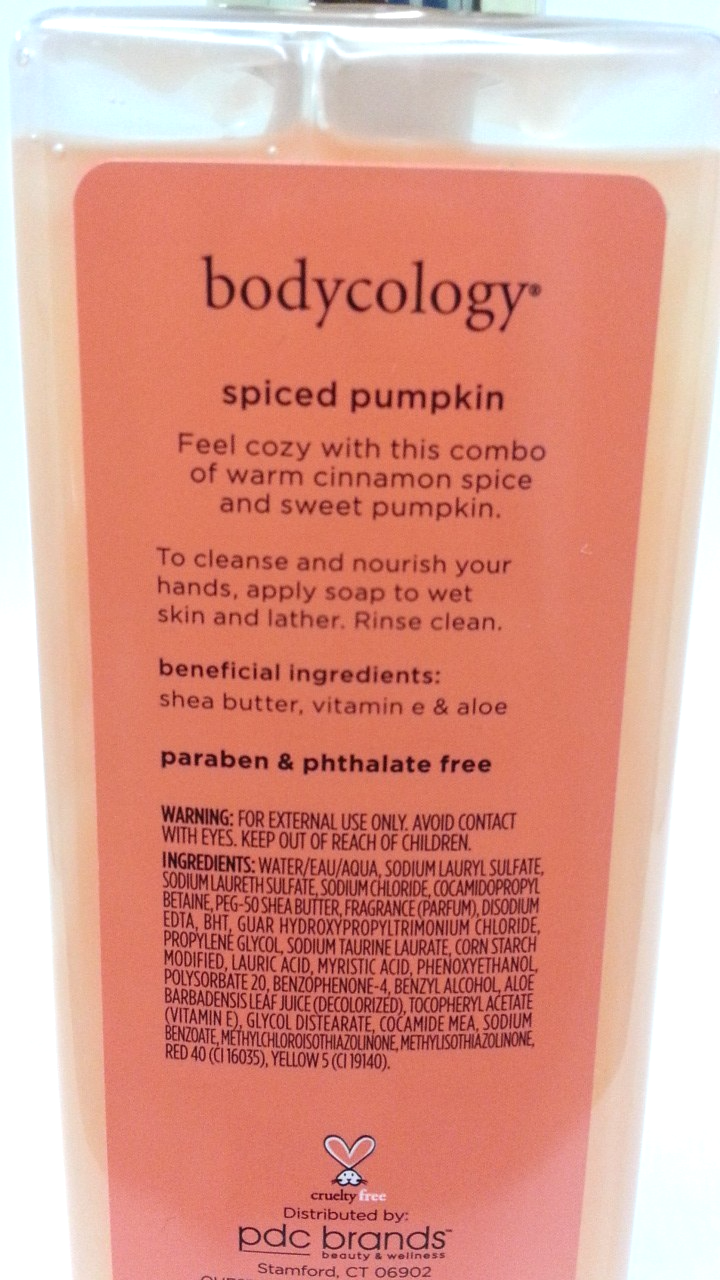 bodycology®
spiced pumpkin
Feel cozy with this combo
of warm cinnamon spice
and sweet pumpkin.
To cleanse and nourish your
hands, apply soap to wet
skin and lather. Rinse clean.
beneficial ingredients:
shea butter, vitamin e & aloe
paraben & phthalate free
WARNING: FOR EXTERNAL USE ONLY. AVOID CONTACT
WITH EYES. KEEP OUT OF REACH OF CHILDREN.
INGREDIENTS: WATER/EAU/AQUA, SODIUM LAURYL SULFATE,
SODIUM LAURETH SULFATE, SODIUM CHLORIDE, COCAMIDOPROPYL
BETAINE, PEG-50 SHEA BUTTER, FRAGRANCE (PARFUM), DISODIUM
EDTA, BHT, GUAR HYDROXYPROPYLTRIMONIUM CHLORIDE,
PROPYLENE GLYCOL, SODIUM TAURINE LAURATE, CORN STARCH
MODIFIED, LAURIC ACID, MYRISTIC ACID, PHENOXYETHANOL,
POLYSORBATE 20, BENZOPHENONE-4, BENZYL ALCOHOL, ALOE
BARBADENSIS LEAF JUICE (DECOLORIZED), TOCOPHERYL ACETATE
(VITAMIN E), GLYCOL DISTEARATE, COCAMIDE MEA, SODIUM
BENZOATE, METHYLCHLOROISOTHIAZOLINONE, METHYLISOTHIAZOLINONE,
RED 40 (CI 16035), YELLOW 5 (CI 19140).
cruelty free
Distributed by:
pdc brands™
beauty & wellness
Stamford, CT 06902